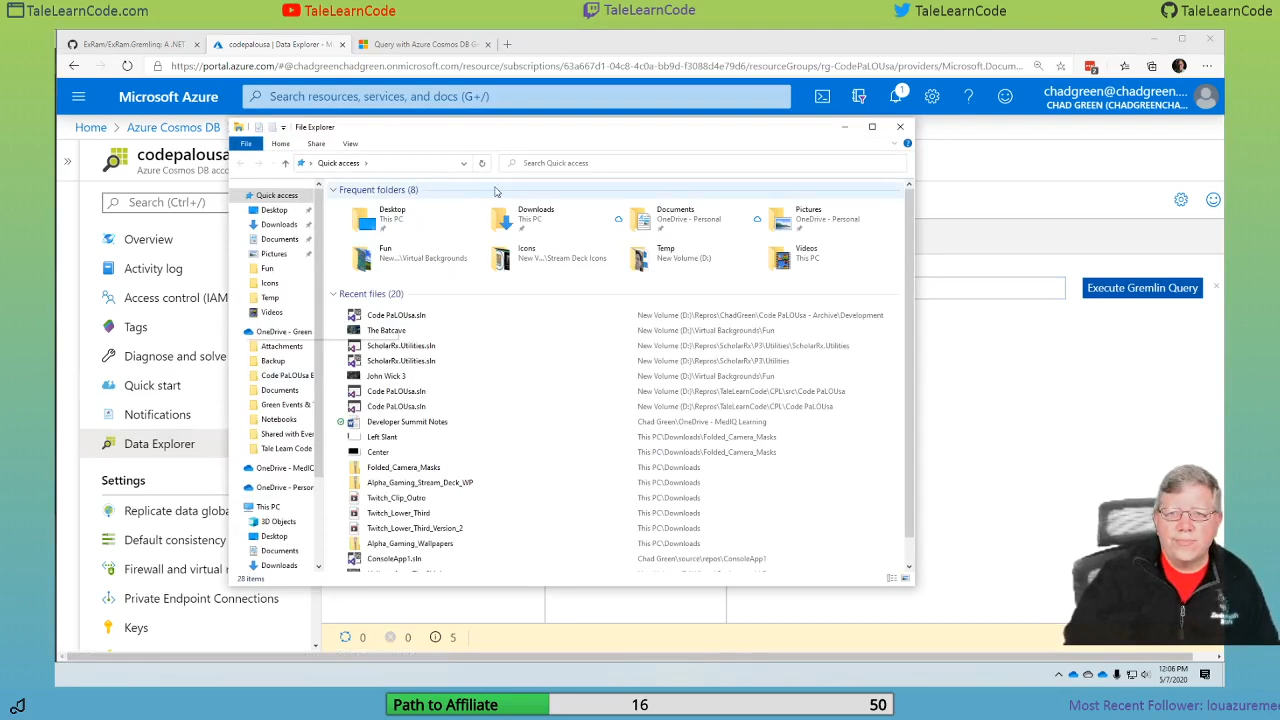 TaleLearnCode.com
TaleLearnCode
TaleLearnCode
TaleLearnCode
TaleLearnCode
ExRam/ExRam.Gremlinq: A .NET
codepalousa | Data Explorer - M
Query with Azure Cosmos DB G
https://portal.azure.com/#@chadgreenchadgreen.onmicrosoft.com/resource/subscriptions/63a667d1-04c8-4c0a-bb9d-f3088d4e79d6/resourceGroups/rg-CodePaLOUsa/providers/Microsoft.Docum...
2
Microsoft Azure
Search resources, services, and docs (G+/)
1
chadgreen@chadgreen....
CHAD GREEN (CHADGREENCHA...
Home
Azure Cosmos DB
codepalousa
Azure Cosmos DB acco
Search (Ctrl+/)
Overview
Activity log
Access control (IAM
Tags
Diagnose and solve
Quick start
Notifications
Data Explorer
Settings
Replicate data globa
Default consistency
Firewall and virtual n
Private Endpoint Connections
Keys
File Explorer
File
Home
Share
View
Quick access
Search Quick access
Quick access
Desktop
Downloads
Documents
Pictures
Fun
Icons
Temp
Videos
OneDrive - Green
Attachments
Backup
Code PaLOUsa E
Documents
Green Events &
Notebooks
Shared with Ever
Tale Learn Code
OneDrive - MedIQ
OneDrive - Person
This PC
3D Objects
Desktop
Documents
Downloads
28 items
Frequent folders (8)
Desktop
This PC
Downloads
This PC
Documents
OneDrive - Personal
Pictures
OneDrive - Personal
Fun
New...\Virtual Backgrounds
Icons
New V...\Stream Deck Icons
Temp
New Volume (D:)
Videos
This PC
Recent files (20)
Code PaLOUsa.sln New Volume (D:)\Repros\ChadGreen\Code PaLOUsa - Archive\Development
The Batcave New Volume (D:)\Virtual Backgrounds\Fun
ScholarRx.Utilities.sln New Volume (D:)\Repros\ScholarRx\P3\Utilities\ScholarRx.Utilities
ScholarRx.Utilities.sln New Volume (D:)\Repros\ScholarRx\P3\Utilities
John Wick 3 New Volume (D:)\Virtual Backgrounds\Fun
Code PaLOUsa.sln New Volume (D:)\Repros\TaleLearnCode\CPL\src\Code PaLOUsa
Code PaLOUsa.sln New Volume (D:)\Repros\TaleLearnCode\CPL\Code PaLOUsa
Developer Summit Notes Chad Green\OneDrive - MedIQ Learning
Left Slant This PC\Downloads\Folded_Camera_Masks
Center This PC\Downloads\Folded_Camera_Masks
Folded_Camera_Masks This PC\Downloads
Alpha_Gaming_Stream_Deck_WP This PC\Downloads
Twitch_Clip_Outro This PC\Downloads
Twitch_Lower_Third This PC\Downloads
Twitch_Lower_Third_Version_2 This PC\Downloads
Alpha_Gaming_Wallpapers This PC\Downloads
ConsoleApp1.sln Chad Green\source\repos\ConsoleApp1
Execute Gremlin Query
0
0
5
12:06 PM
5/7/2020
Path to Affiliate
16
50
Most Recent Follower: louazureme